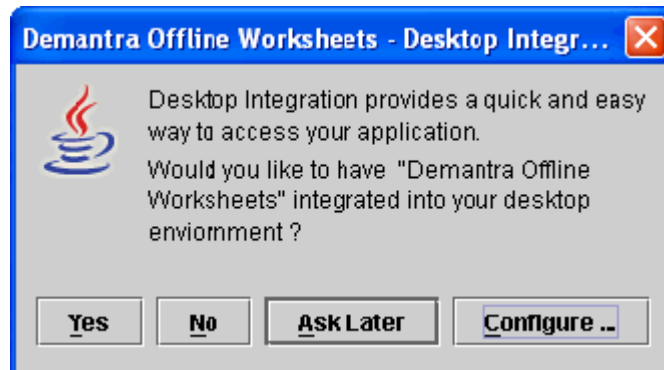 Demantra Offline Worksheets - Desktop Integr...
Desktop Integration provides a quick and easy
way to access your application.
Would you like to have "Demantra Offline
Worksheets" integrated into your desktop
enviornment ?
Yes No Ask Later Configure ...